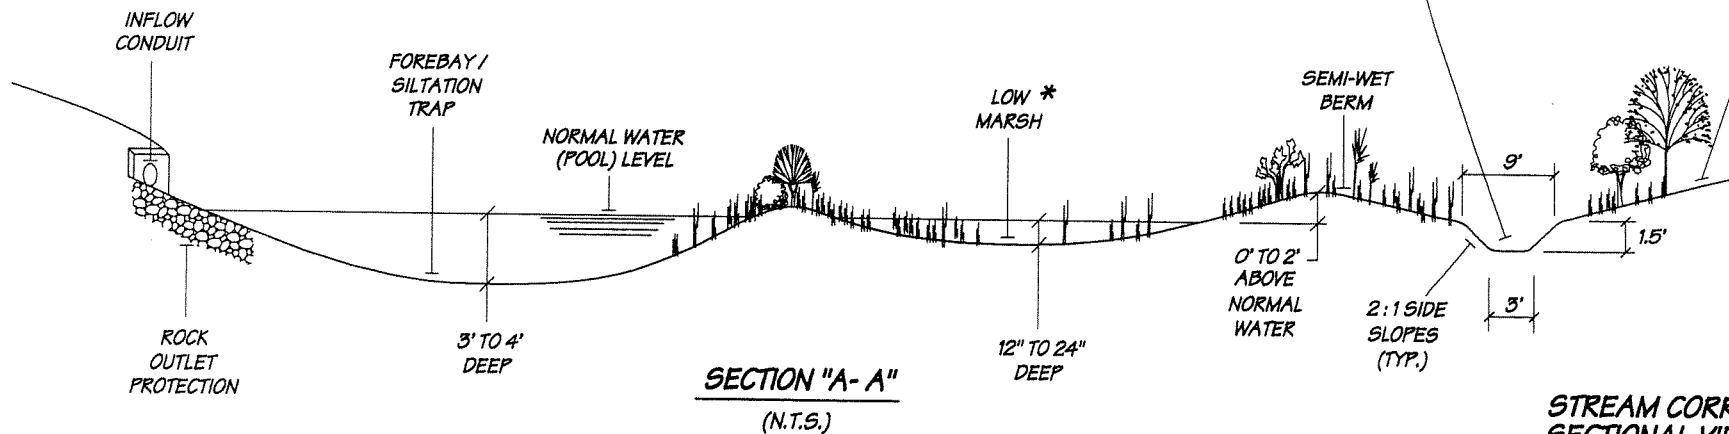 INFLOW
CONDUIT
FOREBAY /
SILTATION
TRAP
NORMAL WATER
(POOL) LEVEL
LOW *
MARSH
SEMI-WET
BERM
9'
1.5'
0' TO 2'
ABOVE
NORMAL
WATER
2:1 SIDE
SLOPES
(TYP.)
3'
ROCK
OUTLET
PROTECTION
3' TO 4'
DEEP
12" TO 24"
DEEP
SECTION "A- A"
(N.T.S.)
STREAM